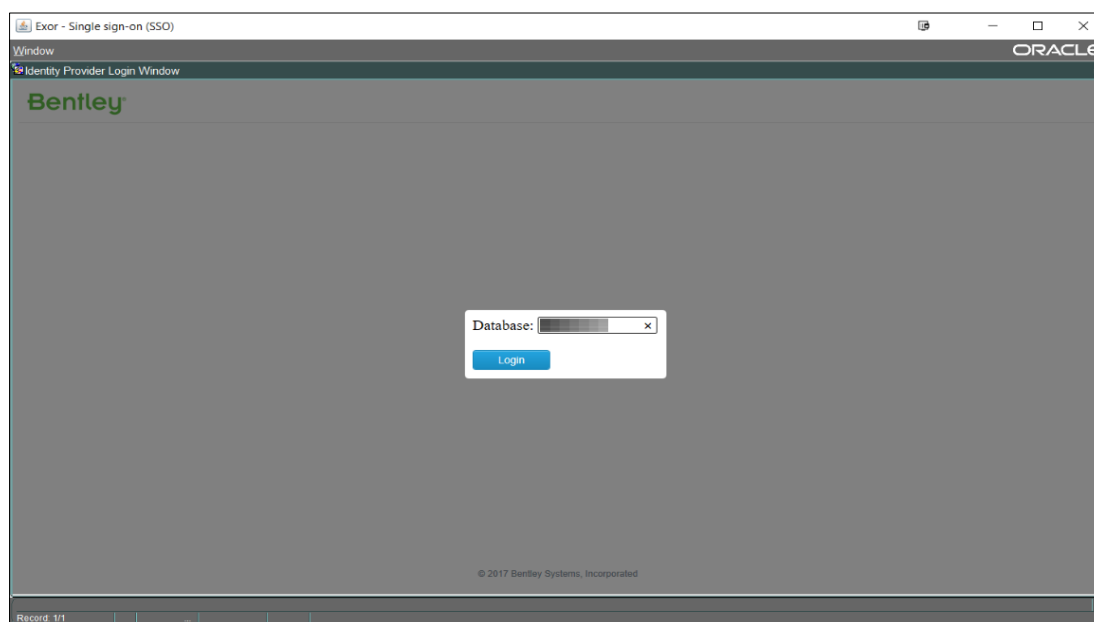 Exor - Single sign-on (SSO)
Window
ORACLE
Identity Provider Login Window
Bentley
Database:
Login
© 2017 Bentley Systems, Incorporated
Record: 1/1